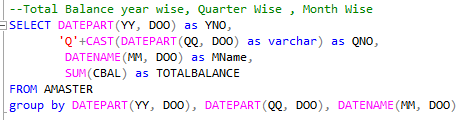 --Total Balance year wise, Quarter Wise , Month Wise
SELECT DATEPART(YY, DOO) as YNO,
'Q'+CAST(DATEPART(QQ, DOO) as varchar) as QNO,
DATENAME(MM, DOO) as MName,
SUM(CBAL) as TOTALBALANCE
FROM AMASTER
group by DATEPART(YY, DOO), DATEPART(QQ, DOO), DATENAME(MM, DOO)